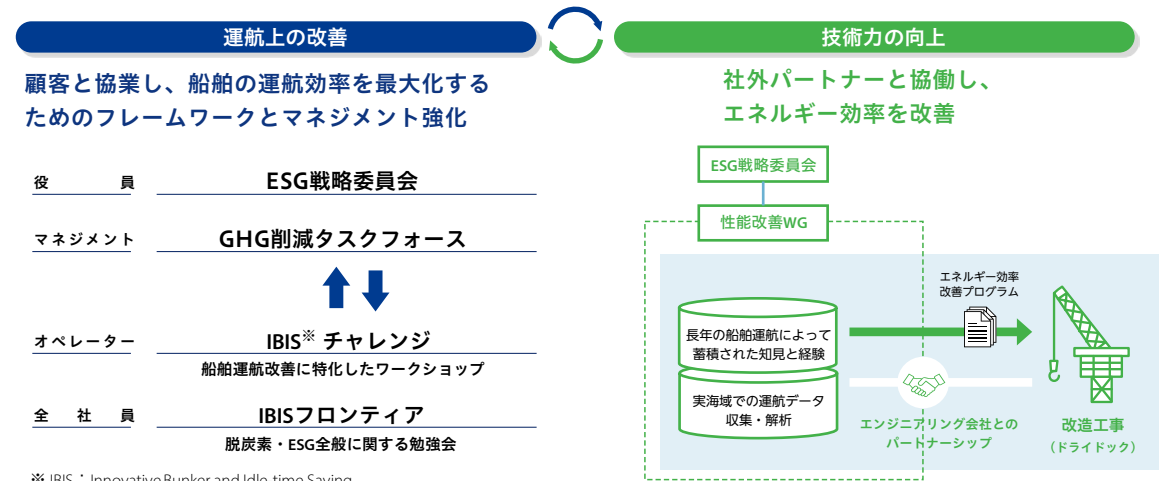 運航上の改善
顧客と協業し、船舶の運航効率を最大化する
ためのフレームワークとマネジメント強化
役員 ESG戦略委員会
マネジメント GHG削減タスクフォース
オペレーター IBIS※ チャレンジ
船舶運航改善に特化したワークショップ
全社員 IBISフロンティア
脱炭素・ESG全般に関する勉強会
※ IBIS：Innovative Bunker and Idle-time Saving
技術力の向上
社外パートナーと協働し、
エネルギー効率を改善
ESG戦略委員会
性能改善WG
エネルギー効率
改善プログラム
長年の船舶運航によって
蓄積された知見と経験
実海域での運航データ
収集・解析
エンジニアリング会社との
パートナーシップ
改造工事
（ドライドック）